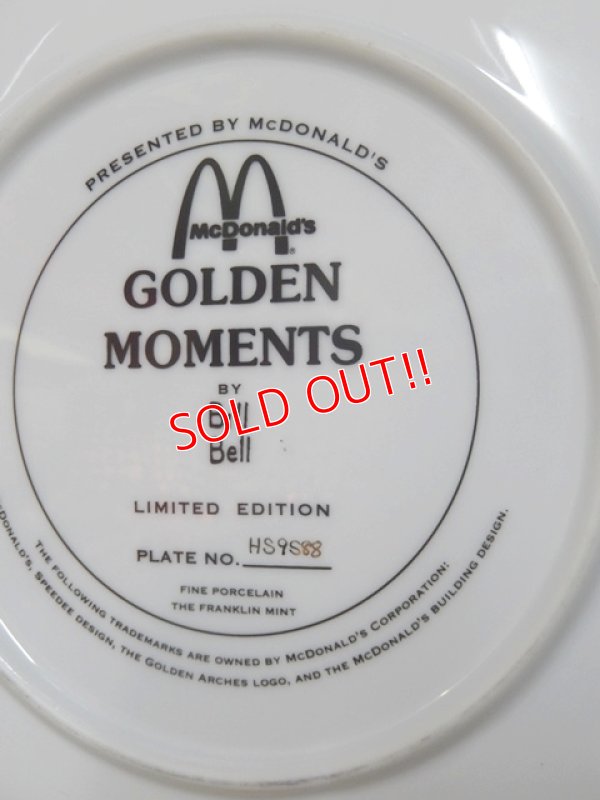 PRESENTED BY McDONALD'S
McDonald's®
GOLDEN
MOMENTS
BY
Bill
Bell
SOLD OUT!!
LIMITED EDITION
PLATE NO. HS9588
FINE PORCELAIN
THE FRANKLIN MINT
THE FOLLOWING TRADEMARKS ARE OWNED BY McDONALD'S CORPORATION:
McDONALD'S, SPEEDEE DESIGN, THE GOLDEN ARCHES LOGO, AND THE McDONALD'S BUILDING DESIGN.